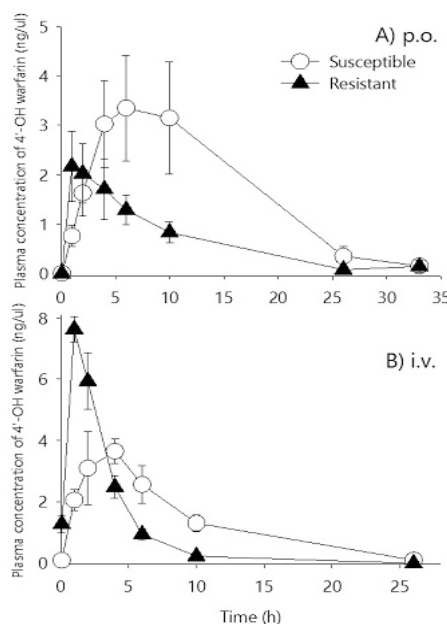 A) p.o.
Susceptible
Resistant
Plasma concentration of 4'-OH warfarin (ng/ul)
5
4
3
2
1
0
0 5 10 15 20 25 30 35
B) i.v.
Plasma concentration of 4'-OH warfarin (ng/ul)
8
6
4
2
0
0 5 10 15 20 25
Time (h)